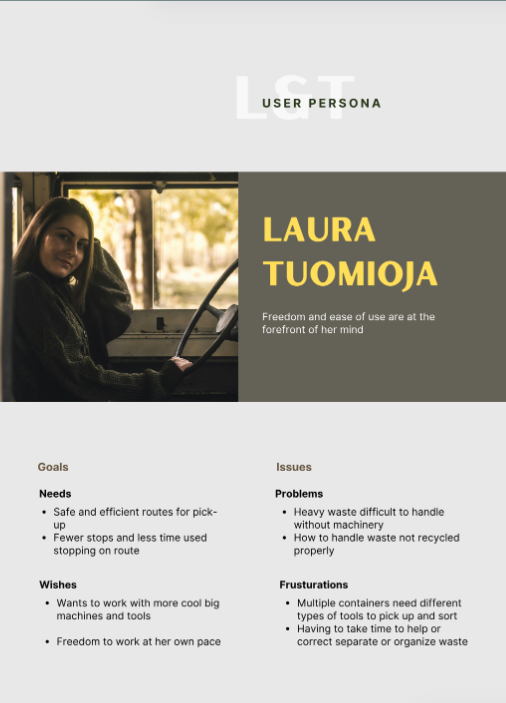 L&T
USER PERSONA
LAURA
TUOMIOJA
Freedom and ease of use are at the
forefront of her mind
Goals
Needs
• Safe and efficient routes for pick-
up
• Fewer stops and less time used
stopping on route
Wishes
• Wants to work with more cool big
machines and tools
• Freedom to work at her own pace
Issues
Problems
• Heavy waste difficult to handle
without machinery
• How to handle waste not recycled
properly
Frusturations
• Multiple containers need different
types of tools to pick up and sort
• Having to take time to help or
correct separate or organize waste